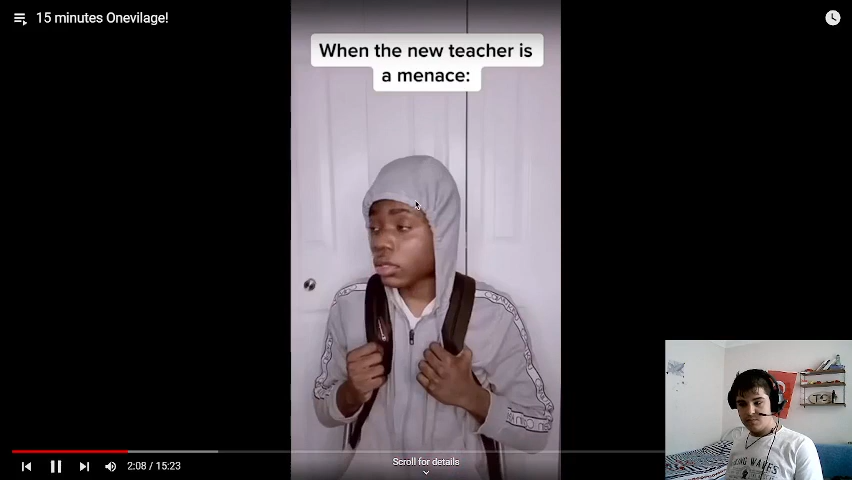 15 minutes Onevilage!
When the new teacher is
a menace:
2:08 / 15:23
Scroll for details